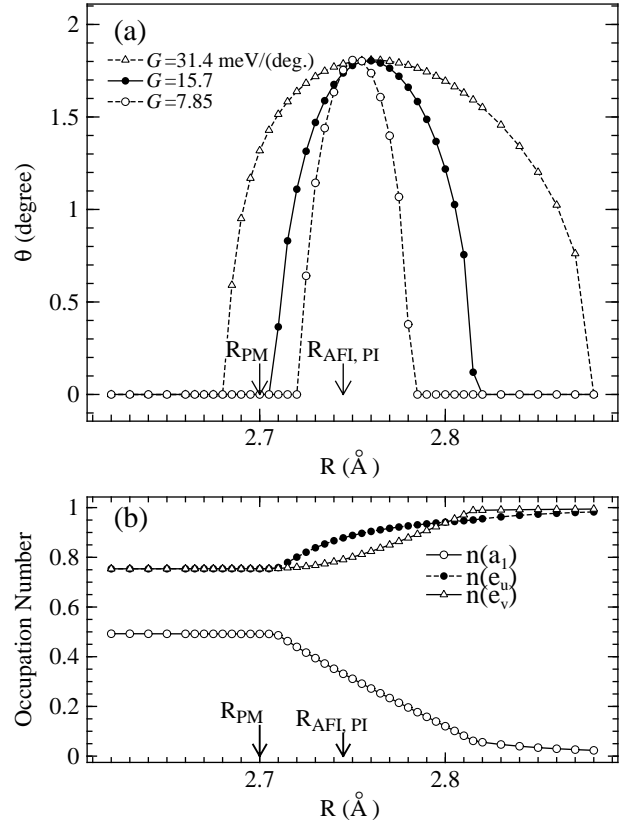 (a)
G=31.4 meV/(deg.)
G=15.7
G=7.85
2
1.5
1
0.5
0
θ (degree)
R_PM
R_AFI, PI
2.7
2.8
R (Å)
(b)
1
0.8
0.6
0.4
0.2
0
Occupation Number
n(a_1)
n(e_u)
n(e_v)
R_PM
R_AFI, PI
2.7
2.8
R (Å)